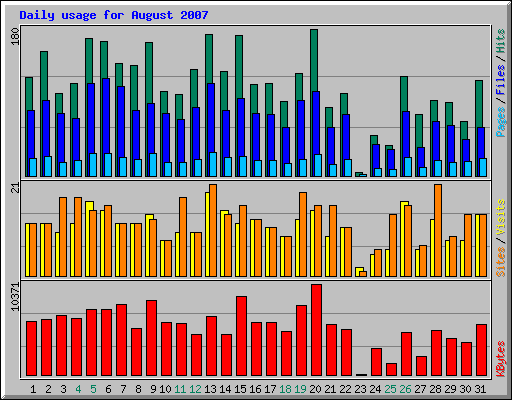 Daily usage for August 2007
180
Pages / Files / Hits
21
Sites / Visits
10371
KBytes
1 2 3 4 5 6 7 8 9 10 11 12 13 14 15 16 17 18 19 20 21 22 23 24 25 26 27 28 29 30 31